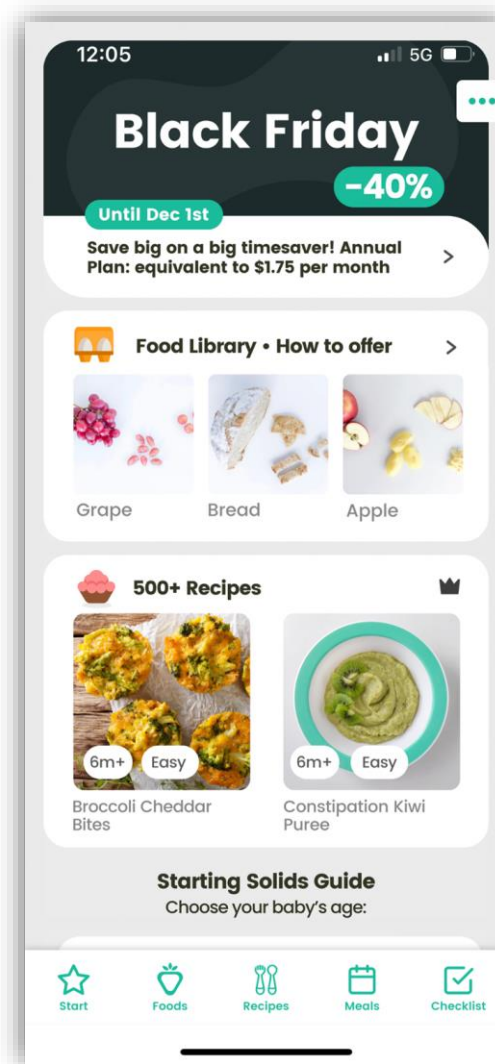 12:05
5G
Black Friday
-40%
Until Dec 1st
Save big on a big timesaver! Annual
Plan: equivalent to $1.75 per month
Food Library • How to offer
Grape
Bread
Apple
500+ Recipes
6m+
Easy
6m+
Easy
Broccoli Cheddar
Bites
Constipation Kiwi
Puree
Starting Solids Guide
Choose your baby's age:
Start
Foods
Recipes
Meals
Checklist